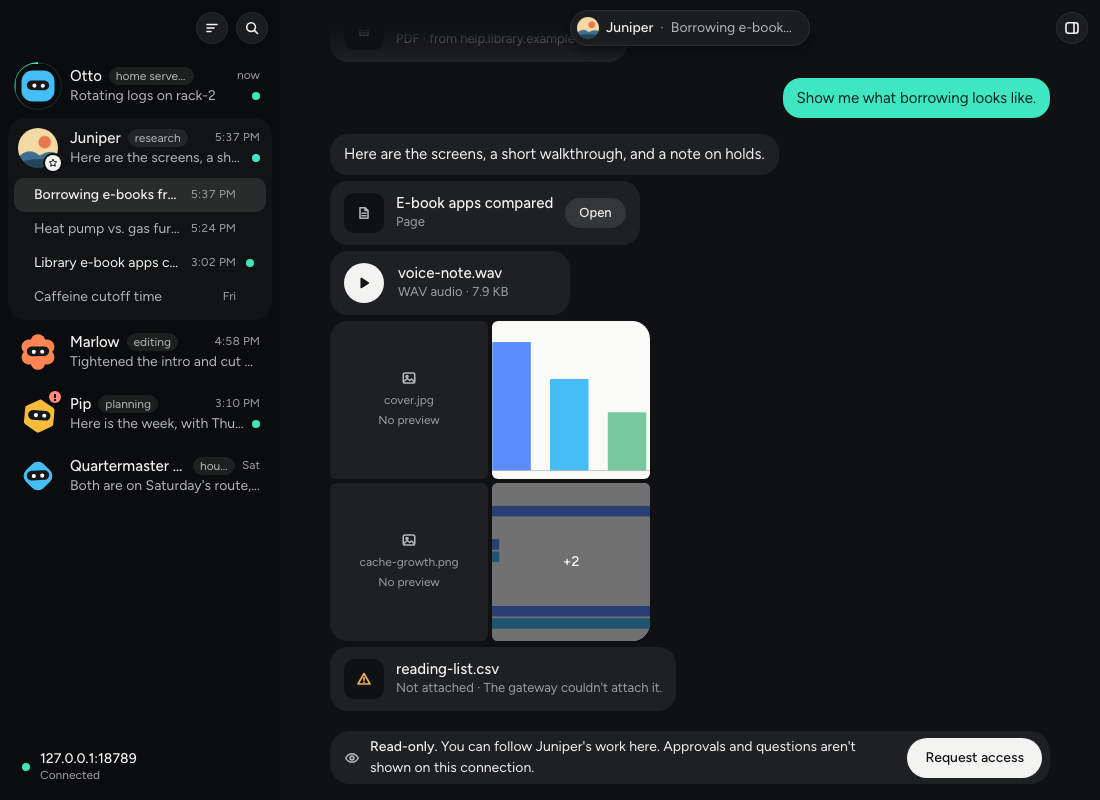 Otto home serve... now
Rotating logs on rack-2
Juniper research 5:37 PM
Here are the screens, a sh...
Borrowing e-books fr... 5:37 PM
Heat pump vs. gas fur... 5:24 PM
Library e-book apps c... 3:02 PM
Caffeine cutoff time Fri
Marlow editing 4:58 PM
Tightened the intro and cut ...
Pip planning 3:10 PM
Here is the week, with Thu...
Quartermaster ... hou... Sat
Both are on Saturday's route,...
127.0.0.1:18789
Connected
Juniper · Borrowing e-book...
PDF · from help.library.example
Show me what borrowing looks like.
Here are the screens, a short walkthrough, and a note on holds.
E-book apps compared
Page
Open
voice-note.wav
WAV audio · 7.9 KB
cover.jpg
No preview
cache-growth.png
No preview
+2
reading-list.csv
Not attached · The gateway couldn't attach it.
Read-only. You can follow Juniper's work here. Approvals and questions aren't
shown on this connection.
Request access